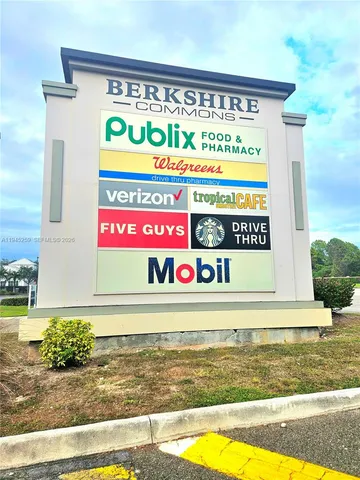 BERKSHIRE
COMMONS
Publix FOOD &
PHARMACY
Walgreens
drive thru pharmacy
verizon
tropical CAFE
FIVE GUYS
DRIVE
THRU
Mobil